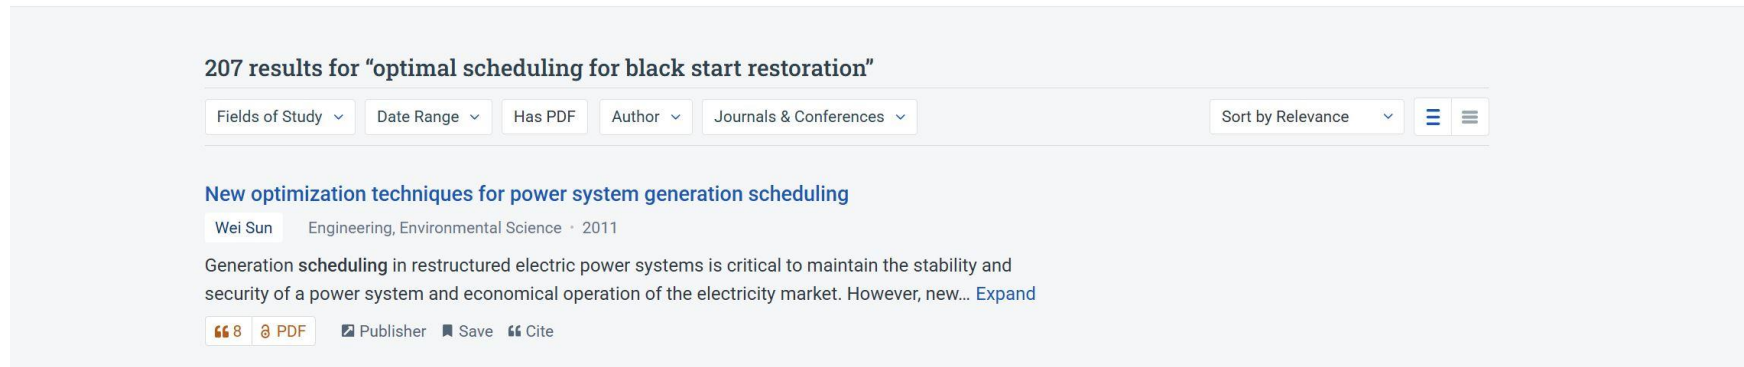 207 results for “optimal scheduling for black start restoration”
Fields of Study Date Range Has PDF Author Journals & Conferences Sort by Relevance
New optimization techniques for power system generation scheduling
Wei Sun Engineering, Environmental Science · 2011
Generation scheduling in restructured electric power systems is critical to maintain the stability and
security of a power system and economical operation of the electricity market. However, new... Expand
8 PDF Publisher Save Cite